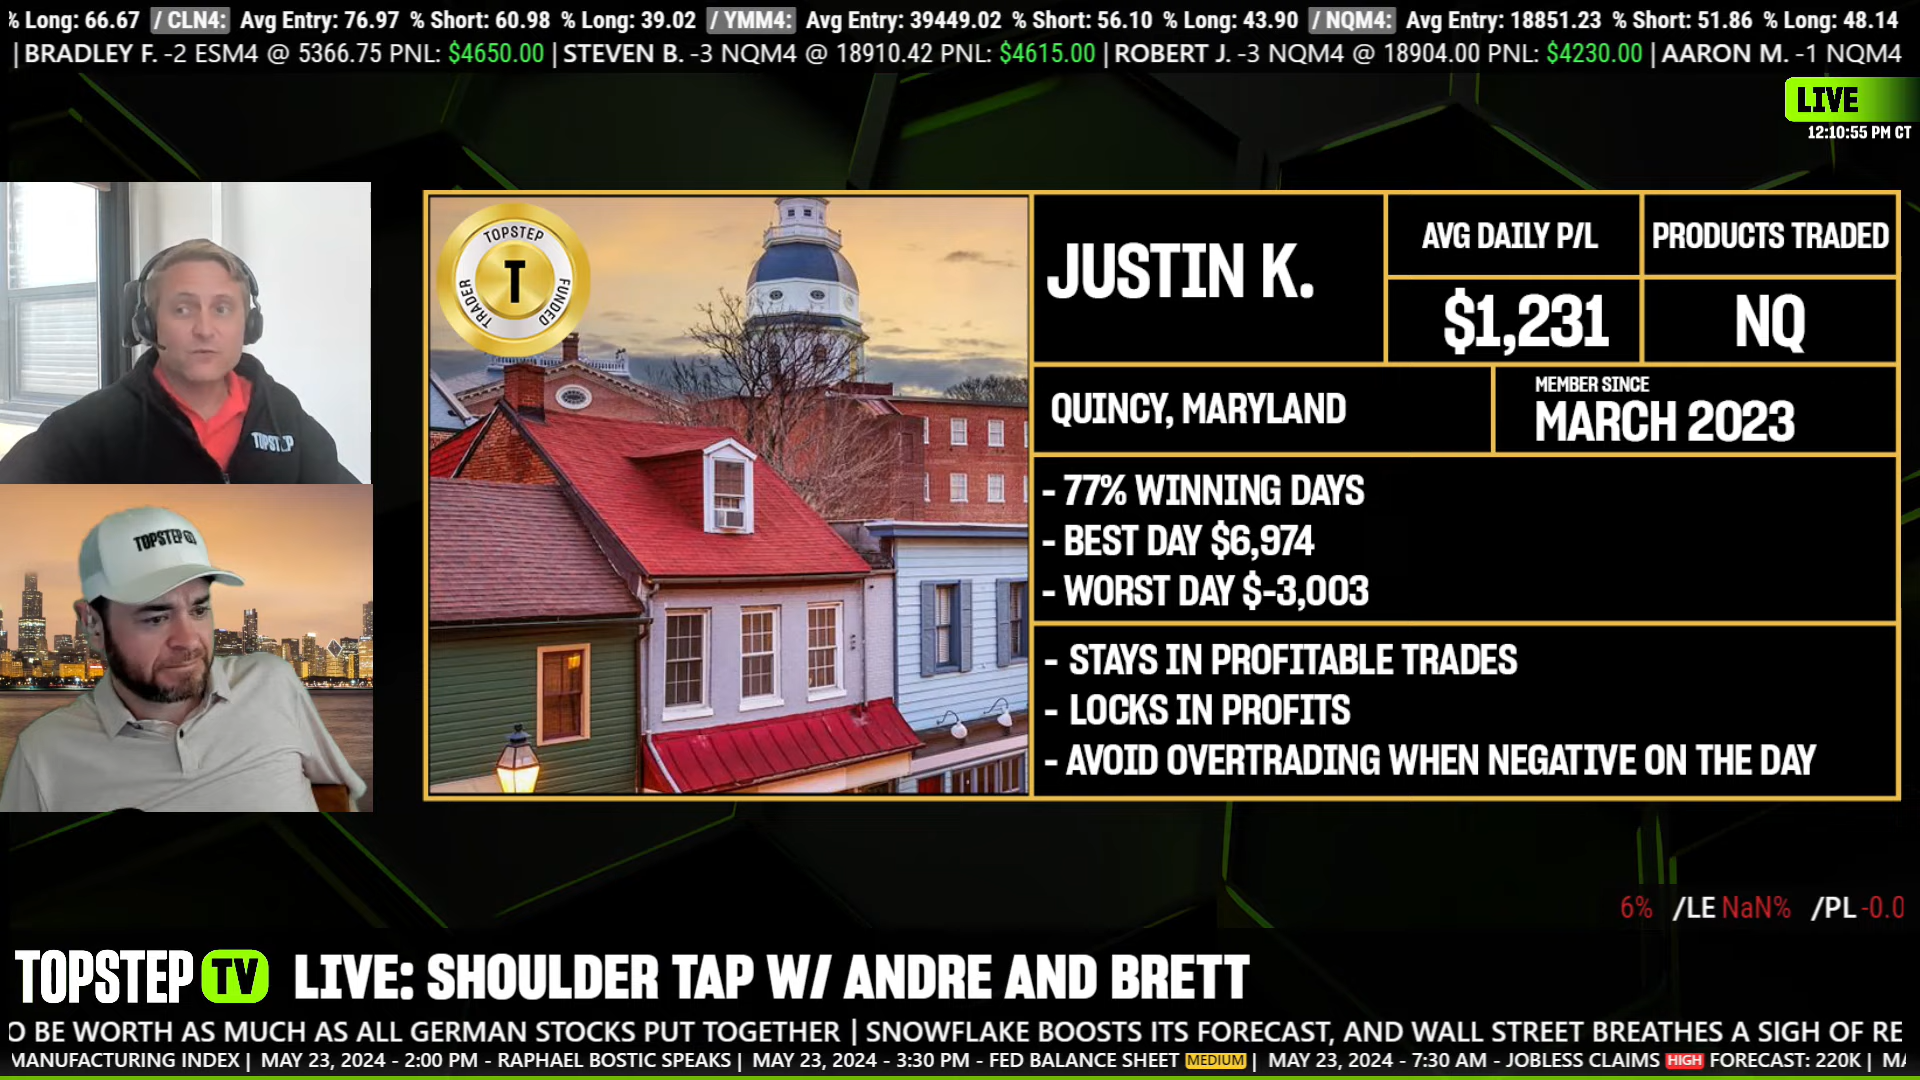 % Long: 66.67 / CLN4: Avg Entry: 76.97 % Short: 60.98 % Long: 39.02 / YMM4: Avg Entry: 39449.02 % Short: 56.10 % Long: 43.90 / NQM4: Avg Entry: 18851.23 % Short: 51.86 % Long: 48.14
| BRADLEY F. -2 ESM4 @ 5366.75 PNL: $4650.00 | STEVEN B. -3 NQM4 @ 18910.42 PNL: $4615.00 | ROBERT J. -3 NQM4 @ 18904.00 PNL: $4230.00 | AARON M. -1 NQM4
LIVE
12:10:55 PM CT
TOPSTEP
T
FUNDED
TRADER
JUSTIN K.
AVG DAILY P/L
$1,231
PRODUCTS TRADED
NQ
QUINCY, MARYLAND
MEMBER SINCE
MARCH 2023
- 77% WINNING DAYS
- BEST DAY $6,974
- WORST DAY $-3,003
- STAYS IN PROFITABLE TRADES
- LOCKS IN PROFITS
- AVOID OVERTRADING WHEN NEGATIVE ON THE DAY
TOPSTEP
TOPSTEP
6% /LE NaN% /PL -0.0
TOPSTEP TV LIVE: SHOULDER TAP W/ ANDRE AND BRETT
O BE WORTH AS MUCH AS ALL GERMAN STOCKS PUT TOGETHER | SNOWFLAKE BOOSTS ITS FORECAST, AND WALL STREET BREATHES A SIGH OF RE
MANUFACTURING INDEX | MAY 23, 2024 - 2:00 PM - RAPHAEL BOSTIC SPEAKS | MAY 23, 2024 - 3:30 PM - FED BALANCE SHEET MEDIUM | MAY 23, 2024 - 7:30 AM - JOBLESS CLAIMS HIGH FORECAST: 220K | MA